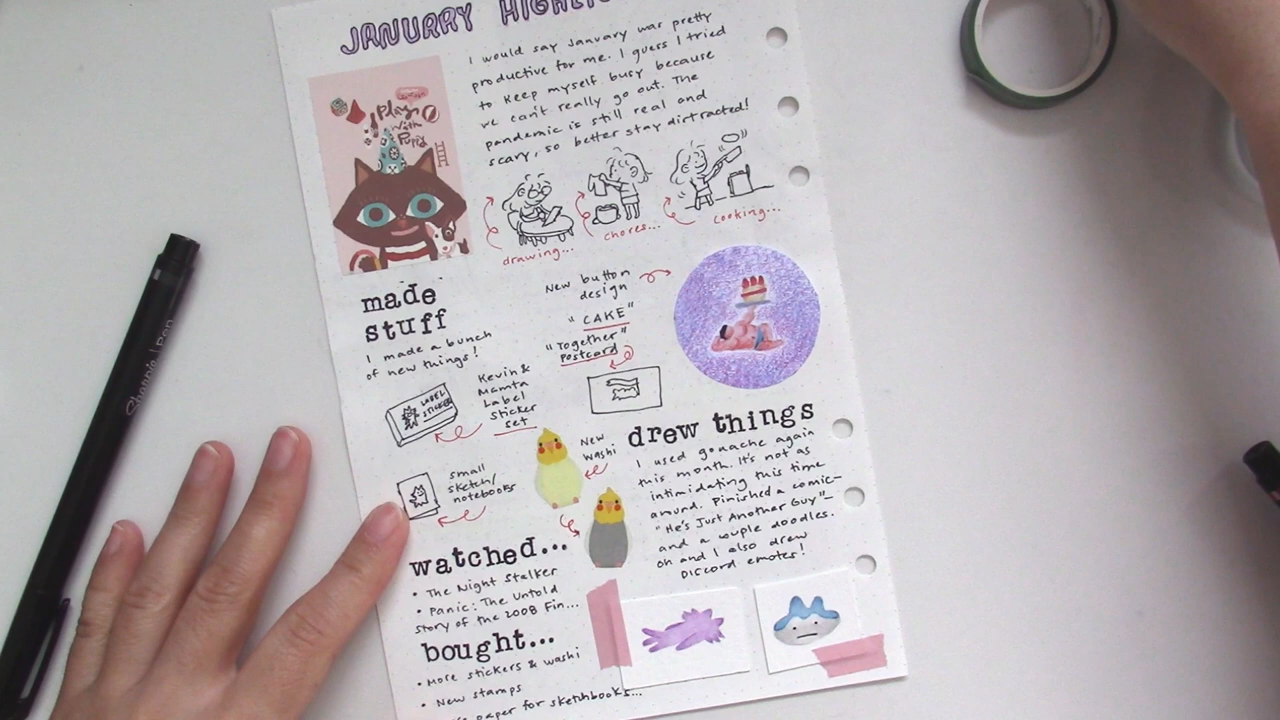 JANURARY HIGHLI
I would say January was pretty
productive for me. I guess I tried
to keep myself busy because
we can't really go out. The
pandemic is still real and
scary, so better stay distracted!
Play
with
Puppy
drawing...
chores...
cooking...
made
stuff
I made a bunch
of new things!
New button
design
"CAKE"
"Together"
Postcard
LABEL
STICKER
Kevin &
Mamta
Label
Sticker
set
Small
sketch/
notebooks
New
washi
drew things
I used gouache again
this month. It's not as
intimidating this time
around. Finished a comic-
"He's Just Another Guy"-
and a couple doodles.
Oh and I also drew
Discord emotes!
watched...
• The Night Stalker
• Panic: The Untold
story of the 2008 Fin...
bought...
• More stickers & washi
• New stamps
paper for sketchbooks...
Sharpie Pen